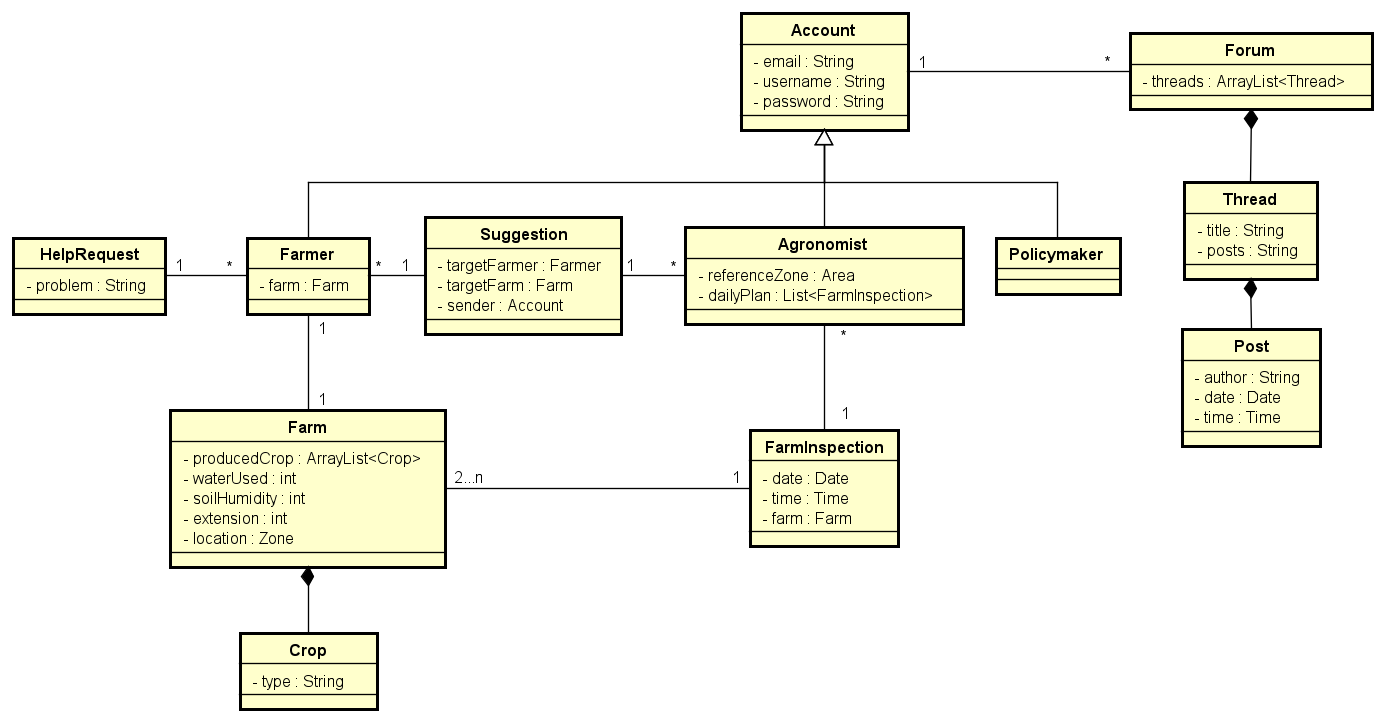 Account
- email : String
- username : String
- password : String
1
*
Forum
- threads : ArrayList<Thread>
Thread
- title : String
- posts : String
Post
- author : String
- date : Date
- time : Time
HelpRequest
- problem : String
1
*
Farmer
- farm : Farm
*
1
Suggestion
- targetFarmer : Farmer
- targetFarm : Farm
- sender : Account
1
*
Agronomist
- referenceZone : Area
- dailyPlan : List<FarmInspection>
Policymaker
1
1
*
1
Farm
- producedCrop : ArrayList<Crop>
- waterUsed : int
- soilHumidity : int
- extension : int
- location : Zone
2...n
1
FarmInspection
- date : Date
- time : Time
- farm : Farm
Crop
- type : String